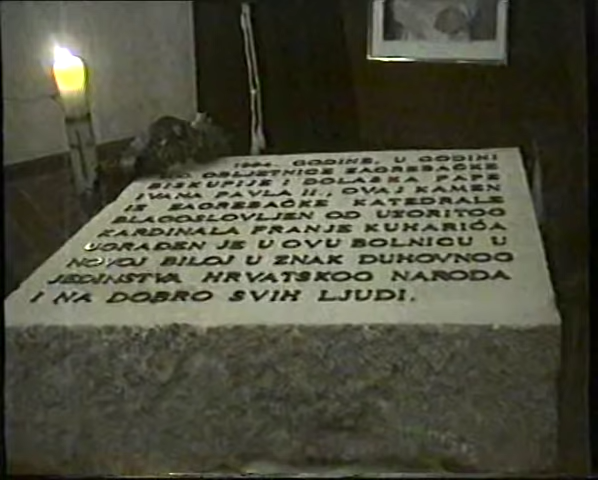 1994. GODINE, U GODINI
OBLJETNICE ZAGREBAČKE
BISKUPIJE I DOLASKA PAPE
IVANA PAVLA II., OVAJ KAMEN
IZ ZAGREBAČKE KATEDRALE
BLAGOSLOVLJEN OD UZORITOG
KARDINALA FRANJE KUHARIĆA
UGRAĐEN JE U OVU BOLNICU U
NOVOJ BILOJ U ZNAK DUHOVNOG
JEDINSTVA HRVATSKOG NARODA
I NA DOBRO SVIH LJUDI.